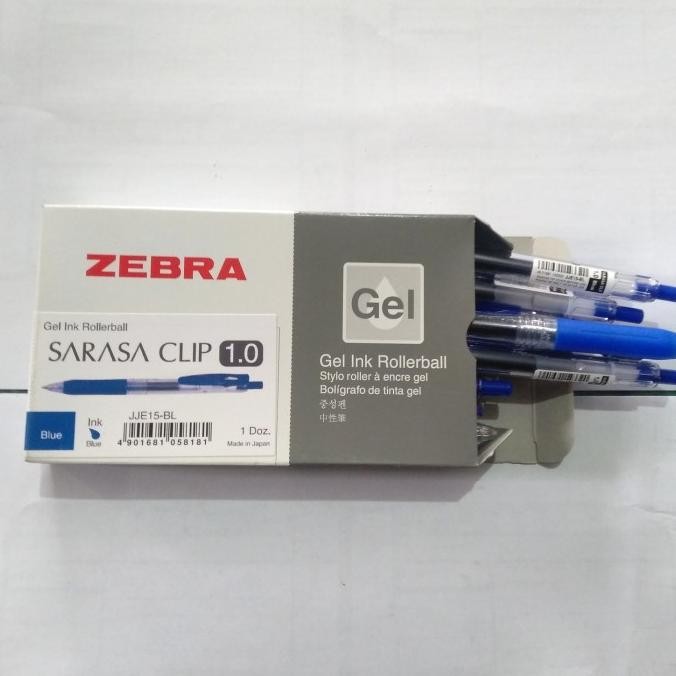 ZEBRA
Gel Ink Rollerball
SARASA CLIP 1.0
Blue
Ink
Blue
JJE15-BL
4 901681 058181
1 Doz.
Made in Japan
Gel
Gel Ink Rollerball
Stylo roller à encre gel
Bolígrafo de tinta gel
중성펜
中性筆
JJE15-BL